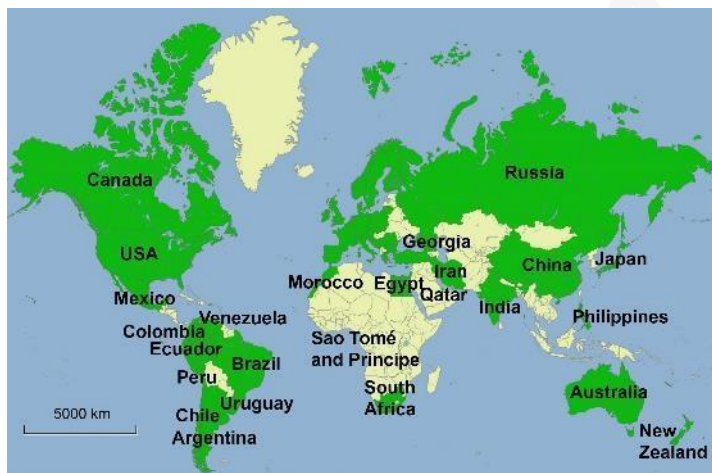 Canada
Russia
USA
Georgia
Japan
Iran
China
Morocco
Egypt
Mexico
Qatar
India
Venezuela
Philippines
Colombia
Sao Tomé
and Principe
Ecuador
Brazil
Peru
South
Africa
Australia
Uruguay
5000 km
Chile
Argentina
New
Zealand